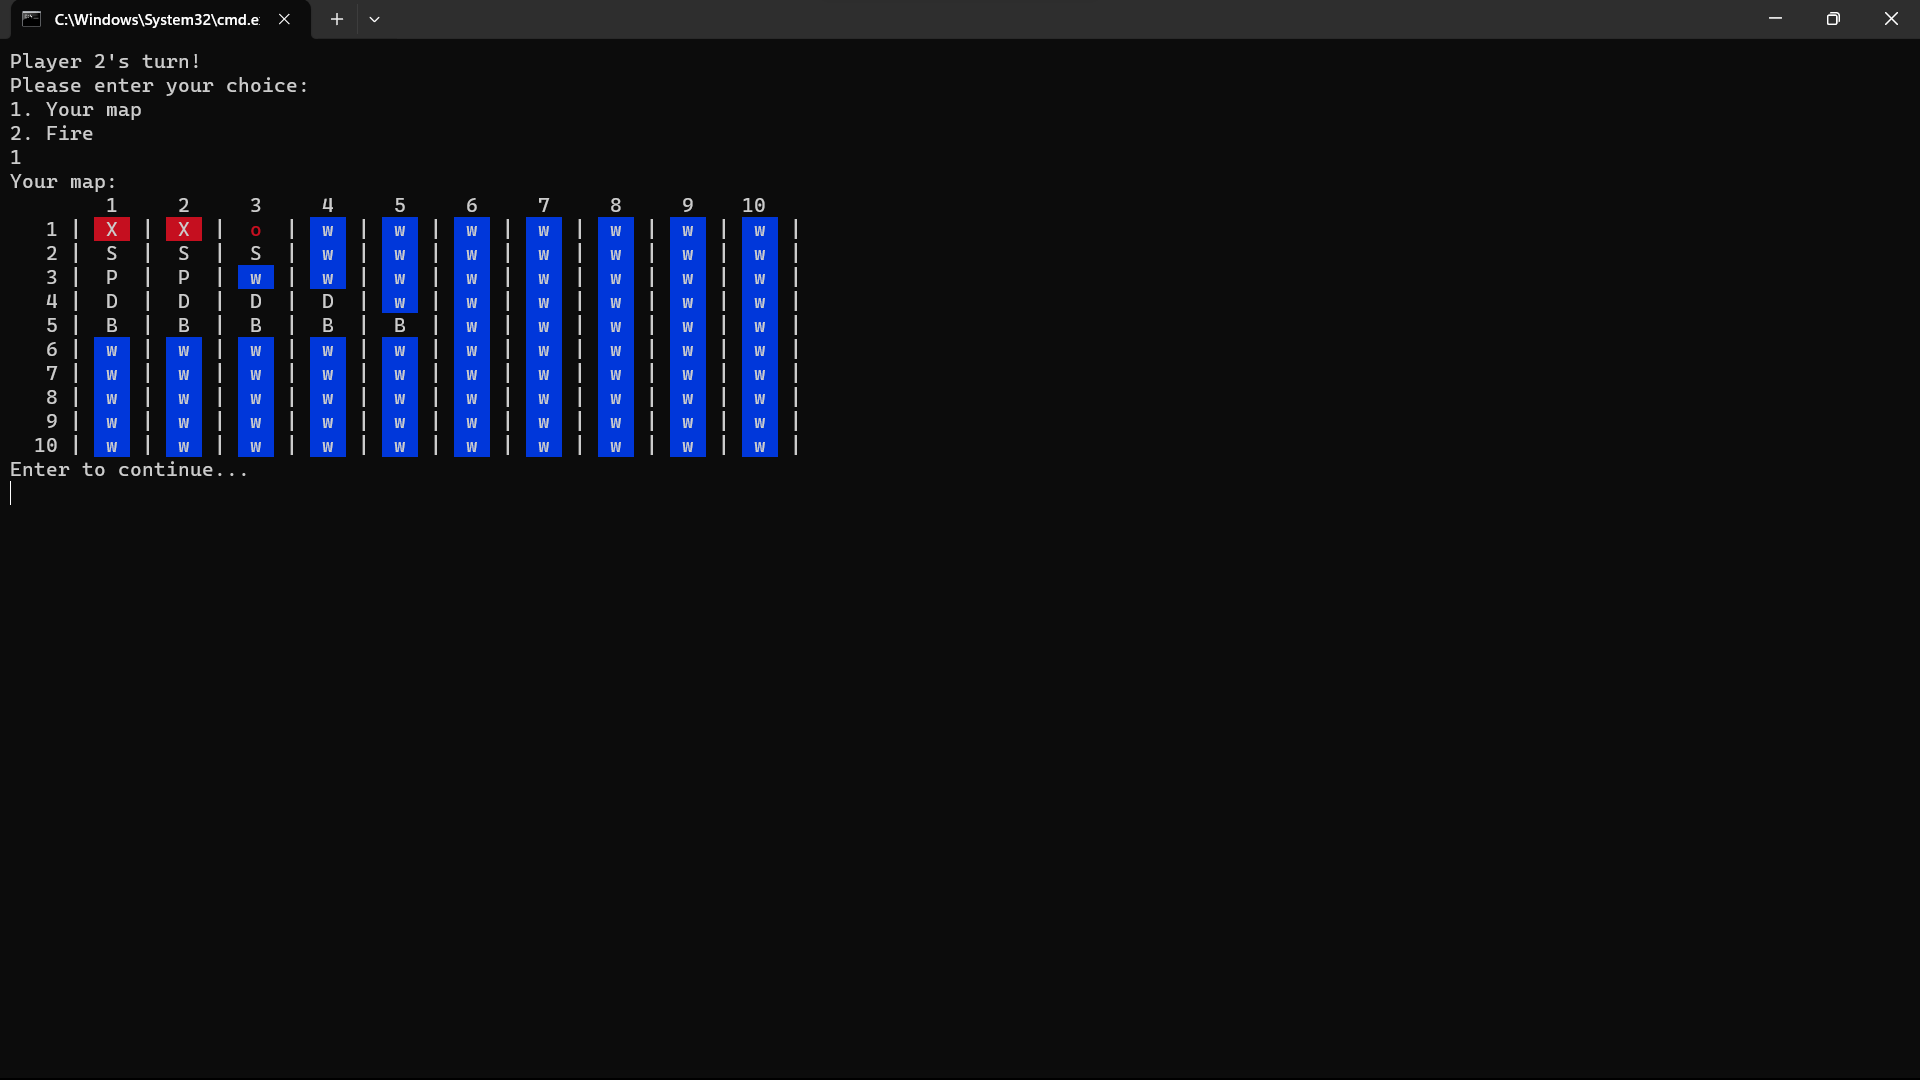 C:\Windows\System32\cmd.e
Player 2's turn!
Please enter your choice:
1. Your map
2. Fire
1
Your map:
1 2 3 4 5 6 7 8 9 10
1 | X | X | o | w | w | w | w | w | w | w |
2 | S | S | S | w | w | w | w | w | w | w |
3 | P | P | w | w | w | w | w | w | w | w |
4 | D | D | D | D | w | w | w | w | w | w |
5 | B | B | B | B | B | w | w | w | w | w |
6 | w | w | w | w | w | w | w | w | w | w |
7 | w | w | w | w | w | w | w | w | w | w |
8 | w | w | w | w | w | w | w | w | w | w |
9 | w | w | w | w | w | w | w | w | w | w |
10 | w | w | w | w | w | w | w | w | w | w |
Enter to continue...